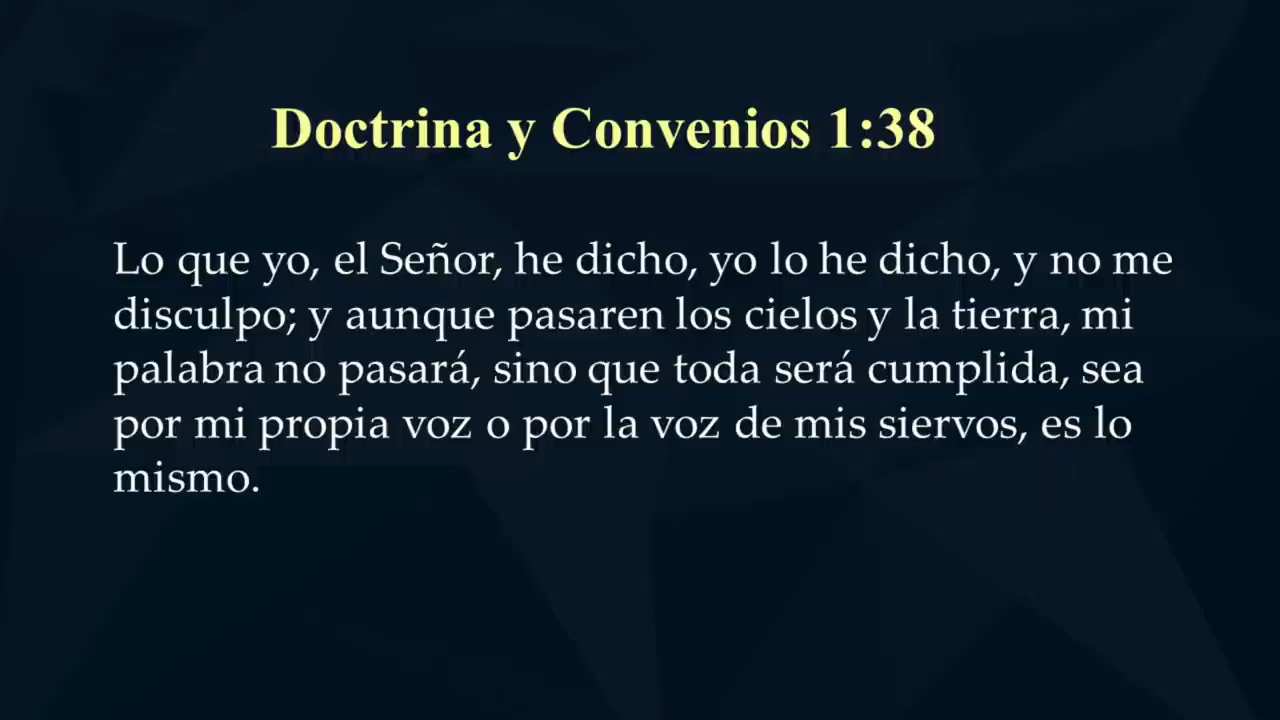 Doctrina y Convenios 1:38
Lo que yo, el Señor, he dicho, yo lo he dicho, y no me
disculpo; y aunque pasaren los cielos y la tierra, mi
palabra no pasará, sino que toda será cumplida, sea
por mi propia voz o por la voz de mis siervos, es lo
mismo.